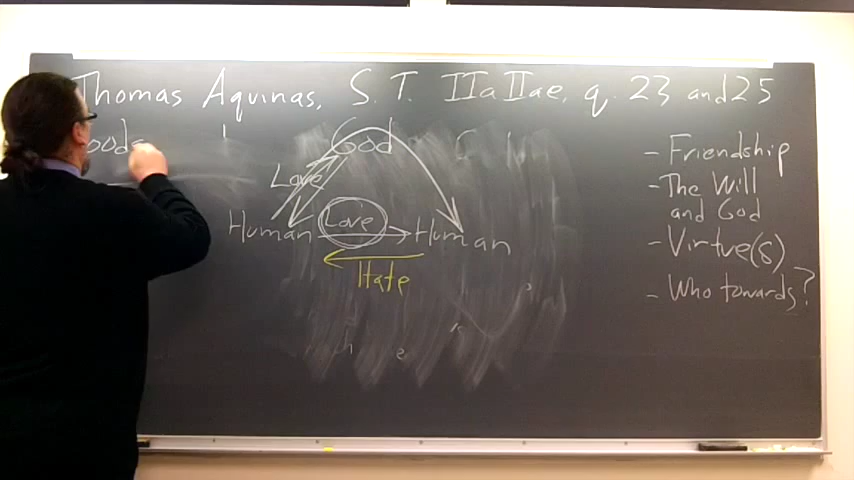 Thomas Aquinas, S.T. IIaIIae, q. 23 and 25
God
Love
Human Love Human
Hate
- Friendship
- The Will
and God
- Virtue(s)
- Who towards?